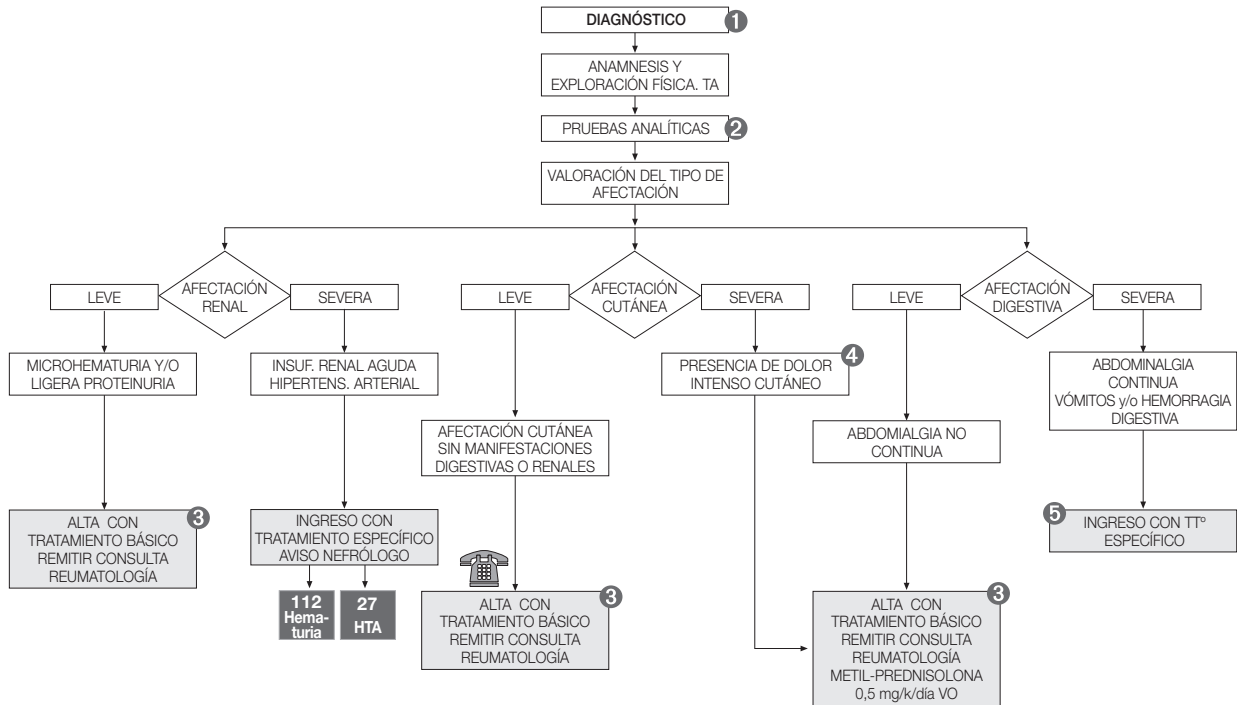 DIAGNÓSTICO 1
ANAMNESIS Y
EXPLORACIÓN FÍSICA. TA
PRUEBAS ANALÍTICAS 2
VALORACIÓN DEL TIPO DE
AFECTACIÓN
LEVE
AFECTACIÓN
RENAL
SEVERA
MICROHEMATURIA Y/O
LIGERA PROTEINURIA
ALTA CON 3
TRATAMIENTO BÁSICO
REMITIR CONSULTA
REUMATOLOGÍA
INSUF. RENAL AGUDA
HIPERTENS. ARTERIAL
INGRESO CON
TRATAMIENTO ESPECÍFICO
AVISO NEFRÓLOGO
112
Hema-
turia
27
HTA
LEVE
AFECTACIÓN
CUTÁNEA
SEVERA
AFECTACIÓN CUTÁNEA
SIN MANIFESTACIONES
DIGESTIVAS O RENALES
ALTA CON 3
TRATAMIENTO BÁSICO
REMITIR CONSULTA
REUMATOLOGÍA
PRESENCIA DE DOLOR 4
INTENSO CUTÁNEO
LEVE
AFECTACIÓN
DIGESTIVA
SEVERA
ABDOMIALGIA NO
CONTINUA
ALTA CON 3
TRATAMIENTO BÁSICO
REMITIR CONSULTA
REUMATOLOGÍA
METIL-PREDNISOLONA
0,5 mg/k/día VO
ABDOMINALGIA
CONTINUA
VÓMITOS y/o HEMORRAGIA
DIGESTIVA
5 INGRESO CON TTº
ESPECÍFICO